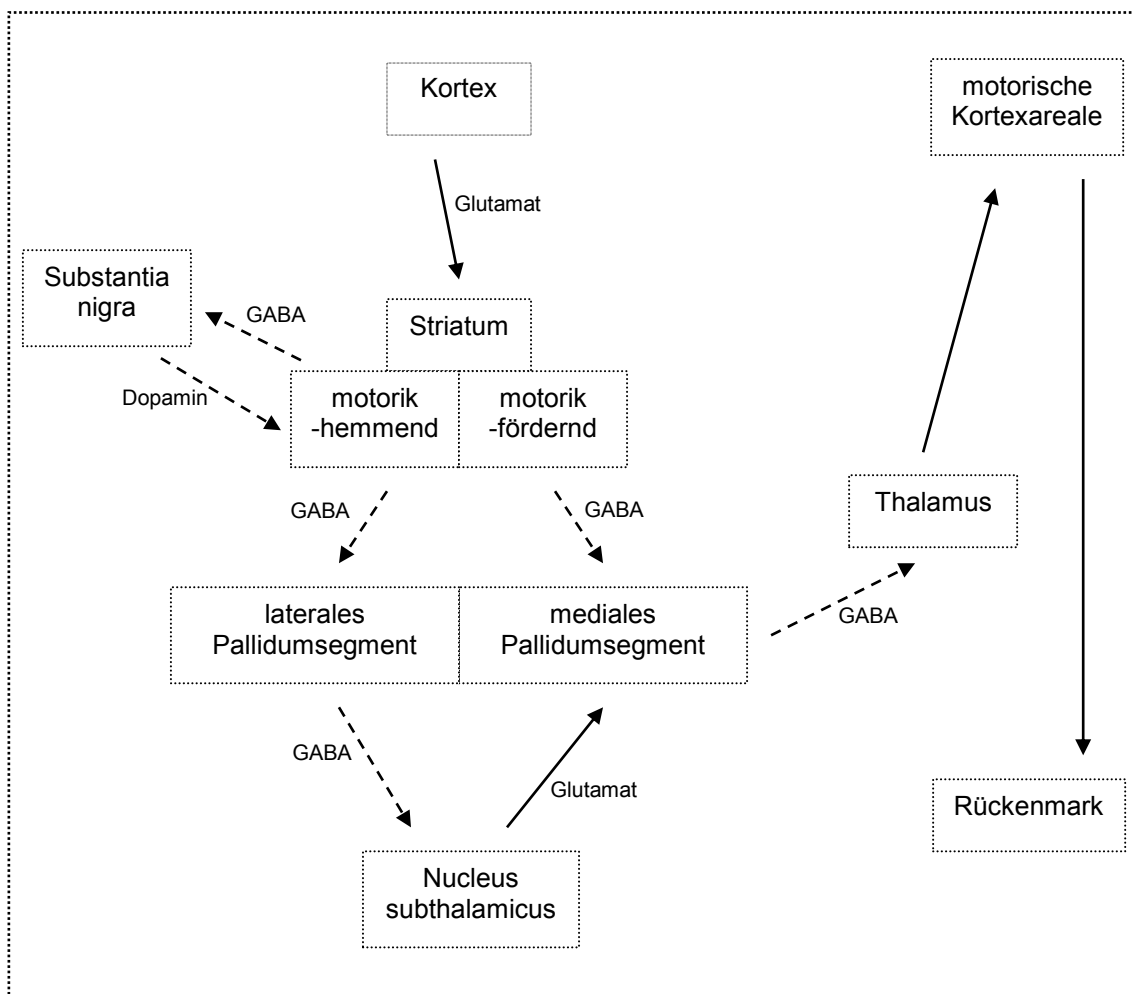 Kortex
motorische
Kortexareale
Glutamat
Substantia
nigra
GABA
Striatum
Dopamin
motorik
-hemmend
motorik
-fördernd
GABA
GABA
Thalamus
laterales
Pallidumsegment
mediales
Pallidumsegment
GABA
GABA
Glutamat
Rückenmark
Nucleus
subthalamicus